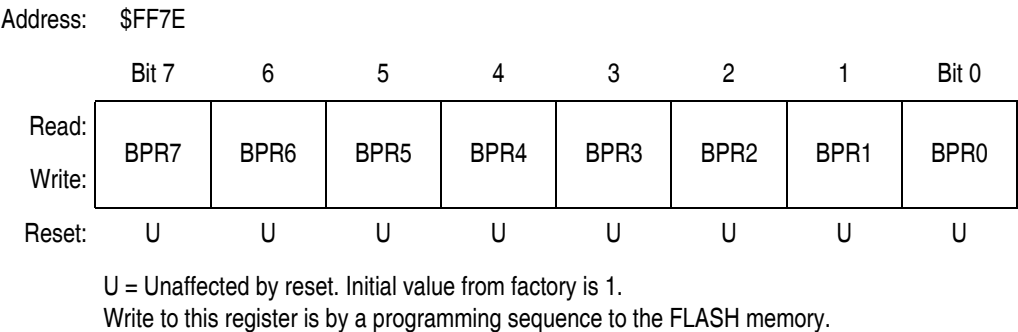 Address: $FF7E
Bit 7 6 5 4 3 2 1 Bit 0
Read:
BPR7 BPR6 BPR5 BPR4 BPR3 BPR2 BPR1 BPR0
Write:
Reset: U U U U U U U U
U = Unaffected by reset. Initial value from factory is 1.
Write to this register is by a programming sequence to the FLASH memory.